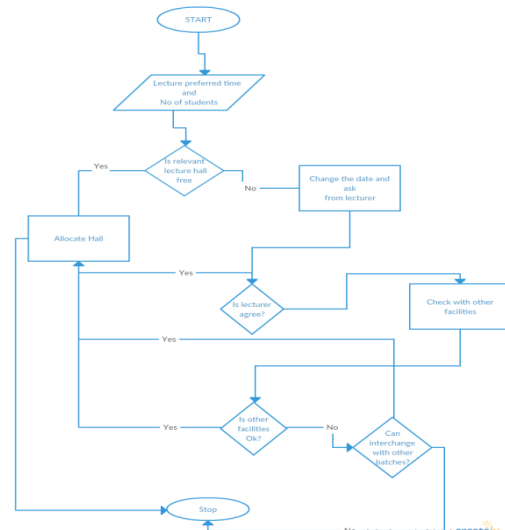 START
Lecture preferred time
and
No of students
Is relevant
lecture hall
free
Yes
No
Change the date and
ask
from lecturer
Allocate Hall
Yes
Is lecturer
agree?
Check with other
facilities
Yes
Is other
facilities
Ok?
Yes
No
Can
interchange
with other
batches?
Stop
No